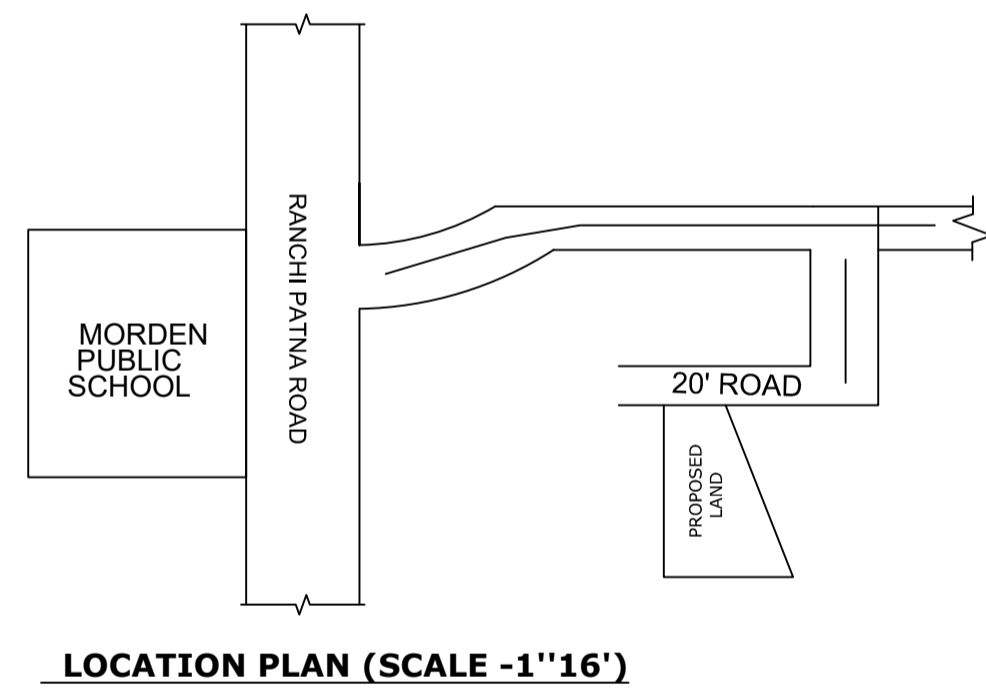 RANCHI PATNA ROAD
MORDEN
PUBLIC
SCHOOL
20' ROAD
PROPOSED
LAND
LOCATION PLAN (SCALE -1''16')